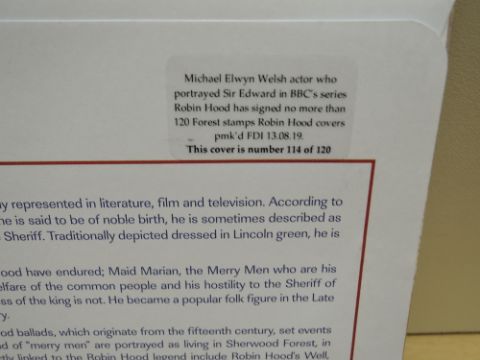 Michael Elwyn Welsh actor who
portrayed Sir Edward in BBC's series
Robin Hood has signed no more than
120 Forest stamps Robin Hood covers
pmk'd FDI 13.08.19.
This cover is number 114 of 120
represented in literature, film and television. According to
he is said to be of noble birth, he is sometimes described as
Sheriff. Traditionally depicted dressed in Lincoln green, he is
ood have endured; Maid Marian, the Merry Men who are his
elfare of the common people and his hostility to the Sheriff of
ss of the king is not. He became a popular folk figure in the Late
ry.
od ballads, which originate from the fifteenth century, set events
d of "merry men" are portrayed as living in Sherwood Forest, in
tly linked to the Robin Hood legend include Robin Hood's Well,